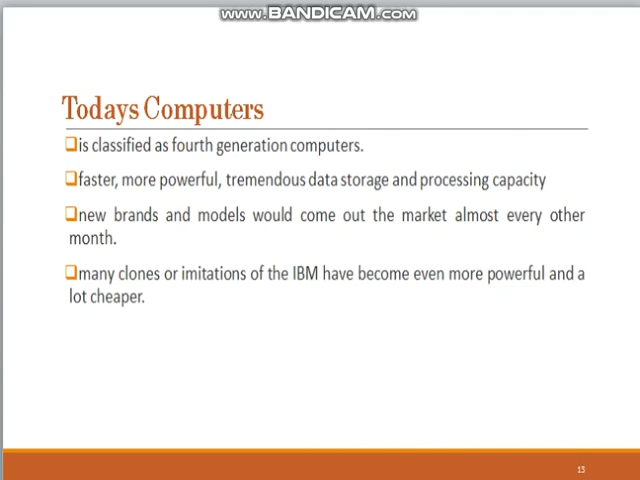 www.BANDICAM.com
Todays Computers
is classified as fourth generation computers.
faster, more powerful, tremendous data storage and processing capacity
new brands and models would come out the market almost every other
month.
many clones or imitations of the IBM have become even more powerful and a
lot cheaper.
13